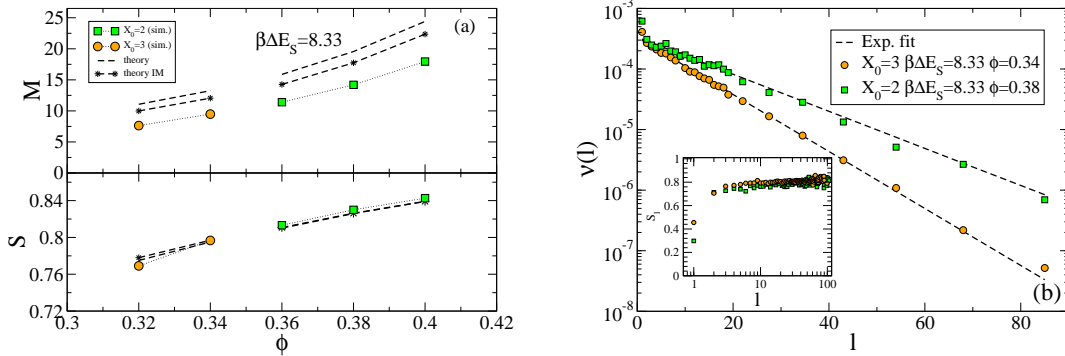 M
25
20
15
10
5
0
X₀=2 (sim.)
X₀=3 (sim.)
theory
theory IM
βΔE_S=8.33
(a)
S
0.84
0.8
0.76
0.72
0.3 0.32 0.34 0.36 0.38 0.4 0.42
ϕ
ν(l)
10⁻²
10⁻³
10⁻⁴
10⁻⁵
10⁻⁶
10⁻⁷
10⁻⁸
Exp. fit
X₀=3 βΔE_S=8.33 ϕ=0.34
X₀=2 βΔE_S=8.33 ϕ=0.38
S_l
1
0.8
0.6
0.4
0.2
0
1 10 100
l
(b)
0 20 40 60 80
l